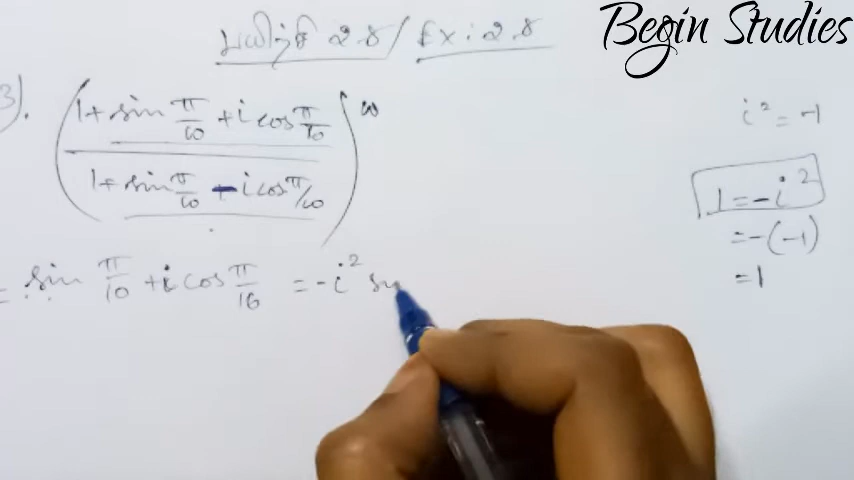 Begin Studies
பயிற்சி 2.8 / Ex : 2.8
3). (1 + sin π/10 + i cos π/10 / 1 + sin π/10 - i cos π/10)^10
i² = -1
1 = -i²
= -(-1)
= 1
= sin π/10 + i cos π/10 = -i² sin